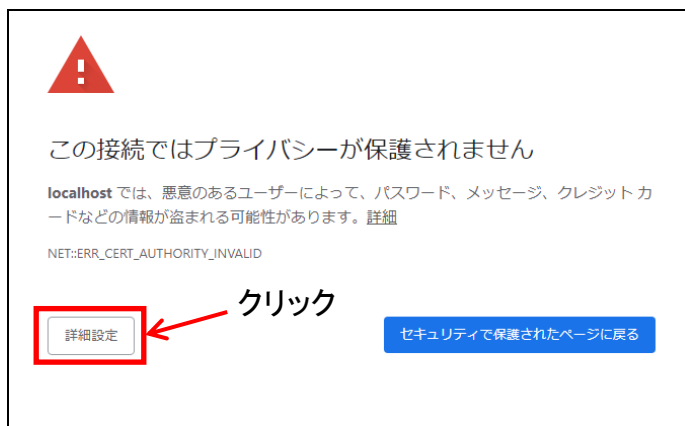 この接続ではプライバシーが保護されません
localhost では、悪意のあるユーザーによって、パスワード、メッセージ、クレジット カ
ードなどの情報が盗まれる可能性があります。詳細
NET::ERR_CERT_AUTHORITY_INVALID
クリック
詳細設定
セキュリティで保護されたページに戻る